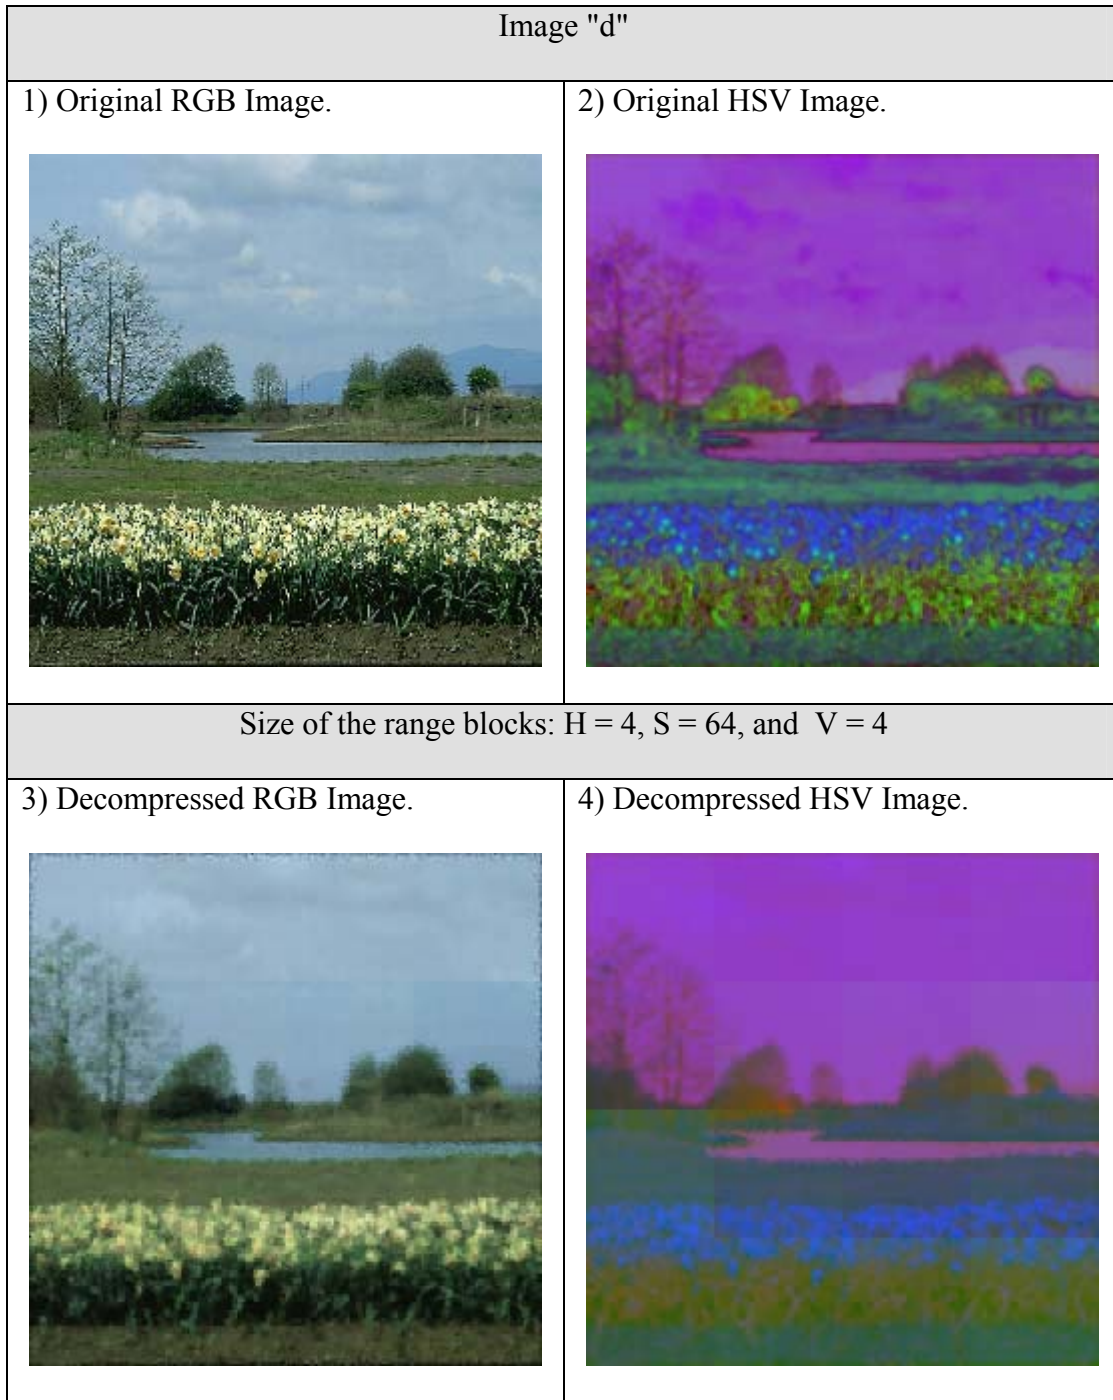 Image "d"
1) Original RGB Image.
2) Original HSV Image.
Size of the range blocks: H = 4, S = 64, and V = 4
3) Decompressed RGB Image.
4) Decompressed HSV Image.